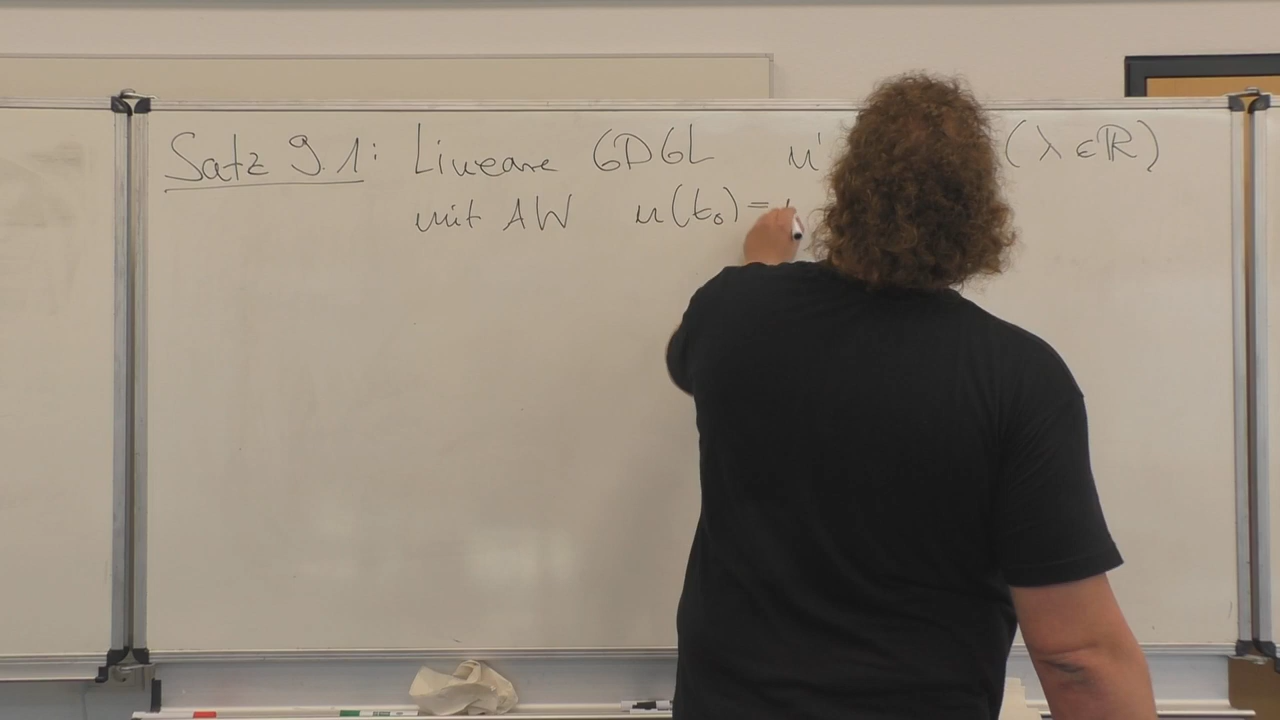 Satz 9.1: Lineare GDGL u' (λ∈ℝ)
mit AW u(t₀)=